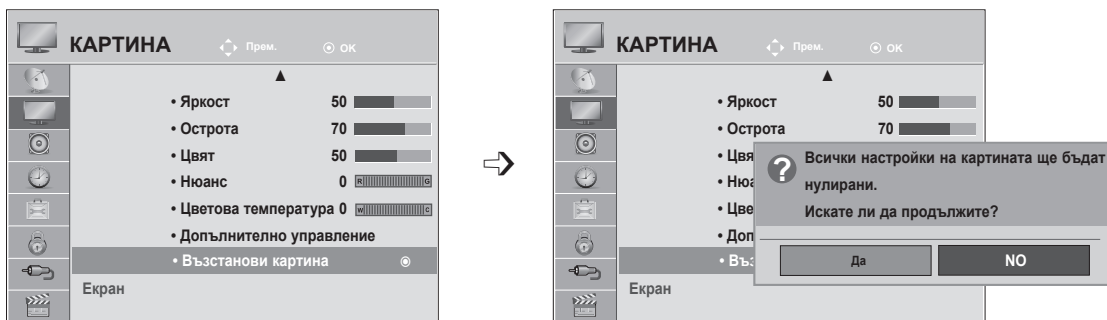 КАРТИНА Прем. OK
• Яркост 50
• Острота 70
• Цвят 50
• Нюанс 0 R G
• Цветова температура 0 W C
• Допълнително управление
• Възстанови картина
Екран
КАРТИНА Прем. OK
• Яркост 50
• Острота 70
• Цвя
• Нюа
• Цве
• Доп
• Въз
Екран
? Всички настройки на картината ще бъдат
нулирани.
Искате ли да продължите?
Да NO